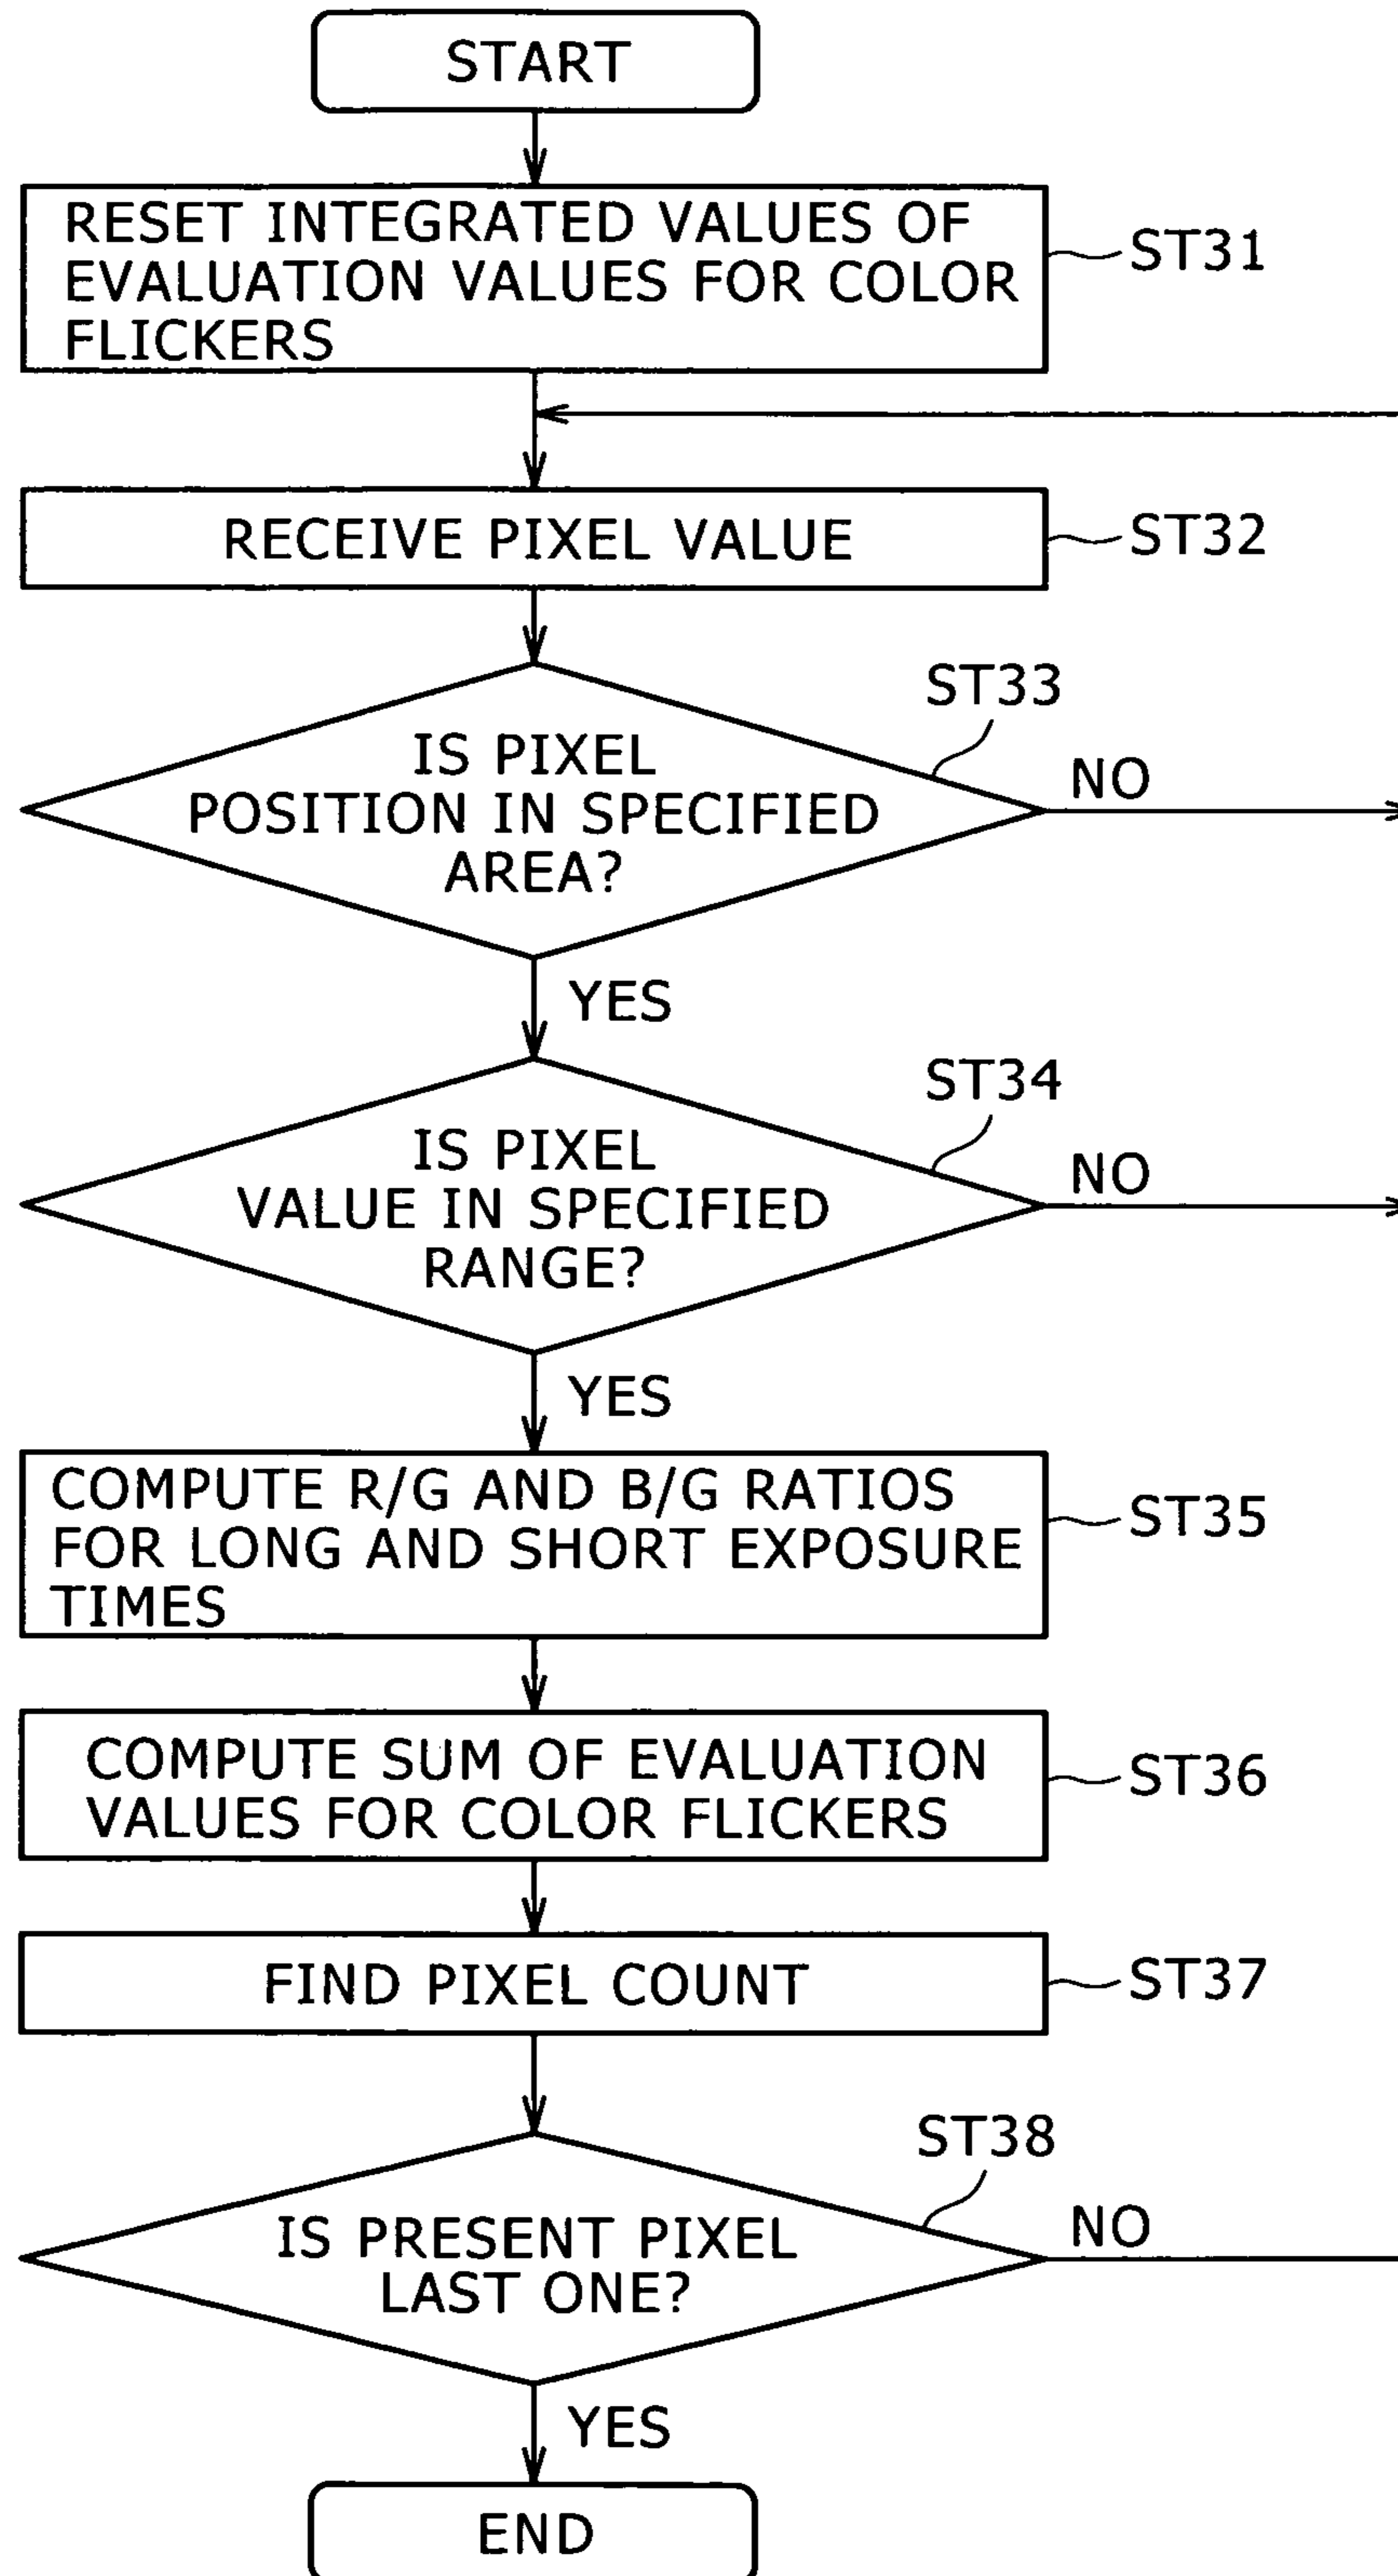 START
RESET INTEGRATED VALUES OF
EVALUATION VALUES FOR COLOR
FLICKERS
ST31
RECEIVE PIXEL VALUE
ST32
ST33
IS PIXEL
POSITION IN SPECIFIED
AREA?
NO
YES
ST34
IS PIXEL
VALUE IN SPECIFIED
RANGE?
NO
YES
COMPUTE R/G AND B/G RATIOS
FOR LONG AND SHORT EXPOSURE
TIMES
ST35
COMPUTE SUM OF EVALUATION
VALUES FOR COLOR FLICKERS
ST36
FIND PIXEL COUNT
ST37
ST38
IS PRESENT PIXEL
LAST ONE?
NO
YES
END